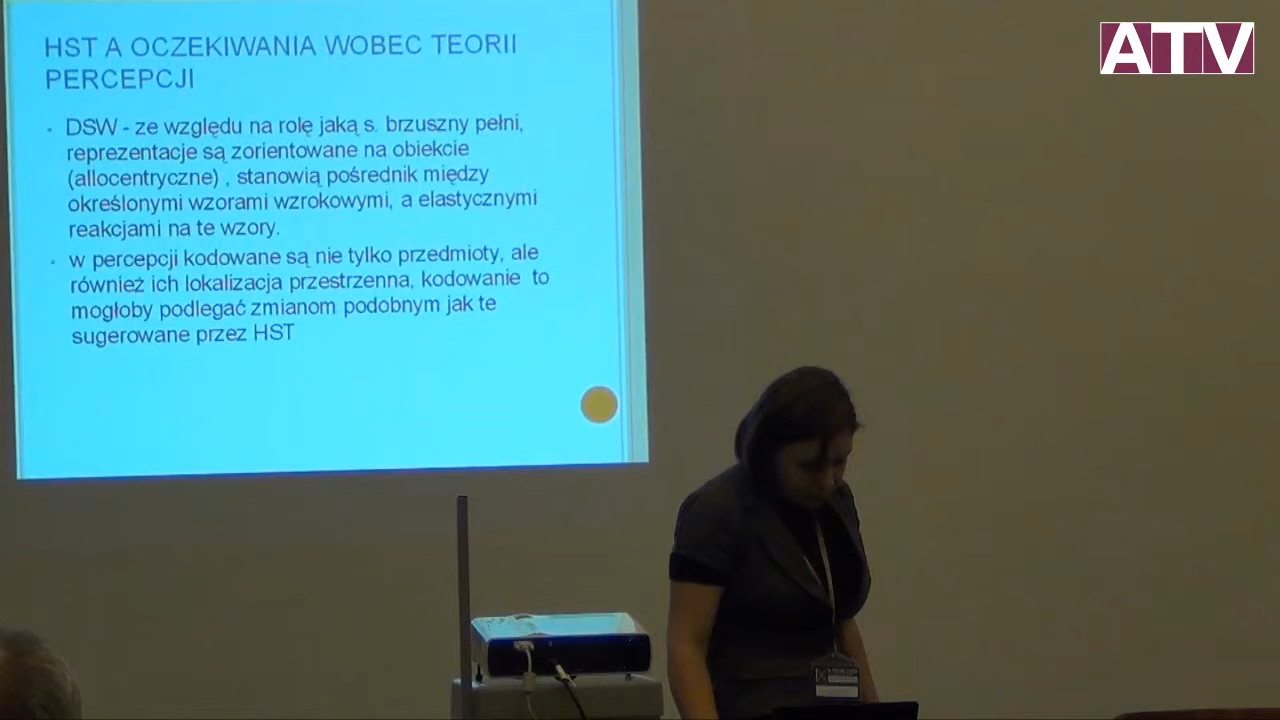 ATV
HST A OCZEKIWANIA WOBEC TEORII
PERCEPCJI
DSW - ze względu na rolę jaką s. brzuszny pełni,
reprezentacje są zorientowane na obiekcie
(allocentryczne) , stanowią pośrednik między
określonymi wzorami wzrokowymi, a elastycznymi
reakcjami na te wzory.
w percepcji kodowane są nie tylko przedmioty, ale
również ich lokalizacja przestrzenna, kodowanie to
mogłoby podlegać zmianom podobnym jak te
sugerowane przez HST